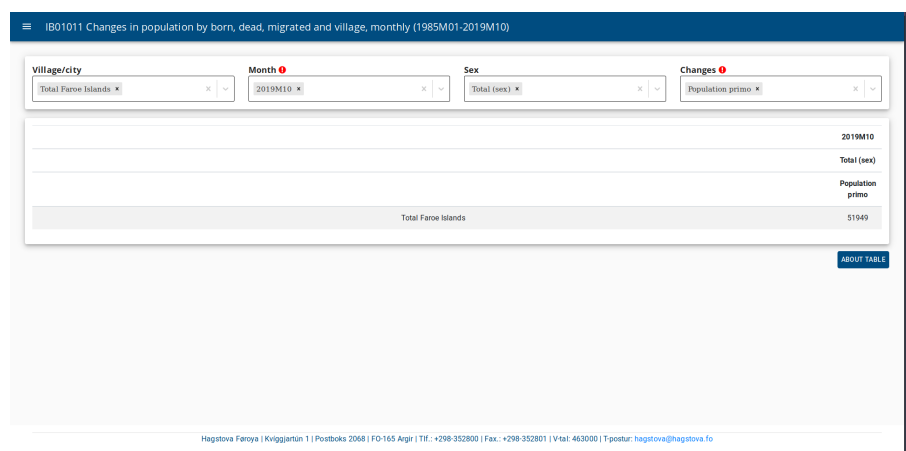 IB01011 Changes in population by born, dead, migrated and village, monthly (1985M01-2019M10)
Village/city Month Sex Changes
Total Faroe Islands × 2019M10 × Total (sex) × Population primo ×
2019M10
Total (sex)
Population
primo
Total Faroe Islands 51949
ABOUT TABLE
Hagstova Føroya | Kviggjartún 1 | Postboks 2068 | FO-165 Argir | Tlf.: +298-352800 | Fax.: +298-352801 | V-tal: 463000 | T-postur: hagstova@hagstova.fo